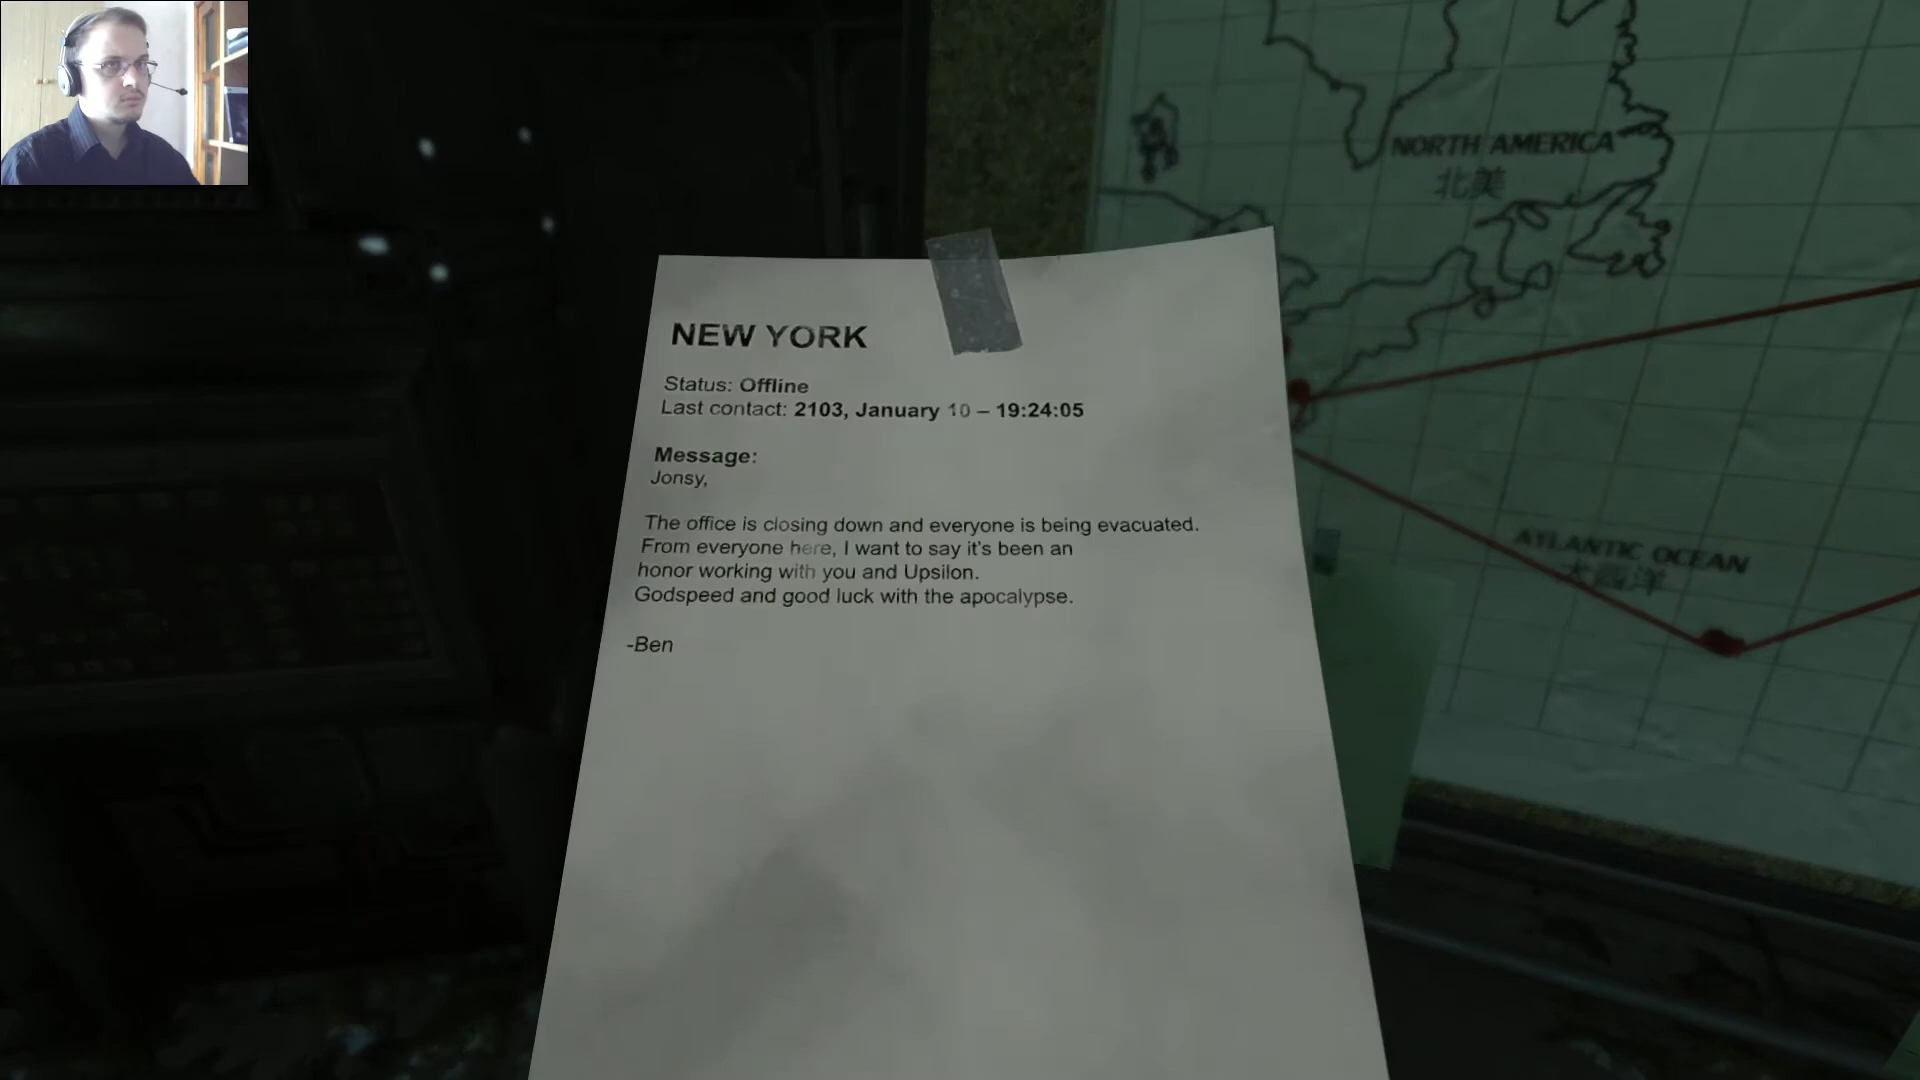 NEW YORK
Status: Offline
Last contact: 2103, January 10 – 19:24:05
Message:
Jonsy,
The office is closing down and everyone is being evacuated.
From everyone here, I want to say it's been an
honor working with you and Upsilon.
Godspeed and good luck with the apocalypse.
-Ben
NORTH AMERICA
北美
ATLANTIC OCEAN
大西洋